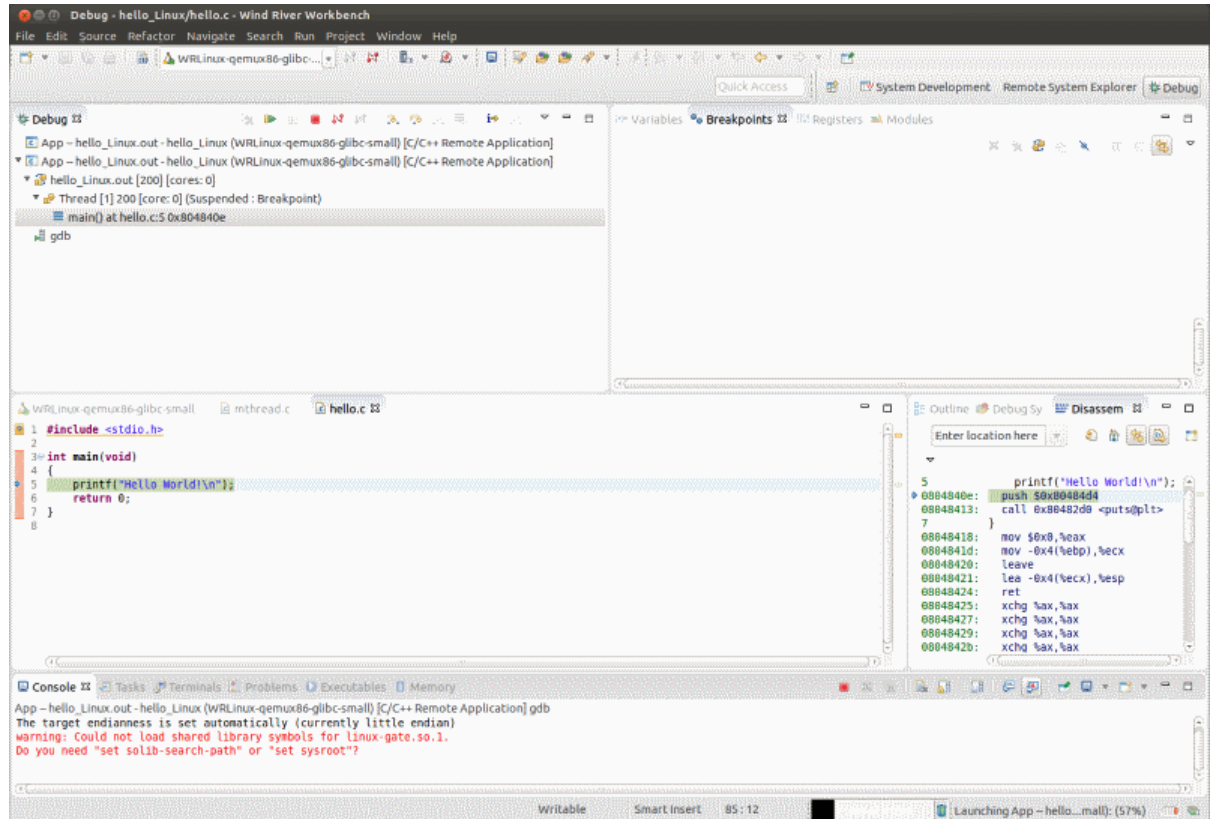 Debug - hello_Linux/hello.c - Wind River Workbench
File Edit Source Refactor Navigate Search Run Project Window Help
WRLinux-qemux86-glibc-...
Quick Access System Development Remote System Explorer Debug
Debug
App – hello_Linux.out - hello_Linux (WRLinux-qemux86-glibc-small) [C/C++ Remote Application]
App – hello_Linux.out - hello_Linux (WRLinux-qemux86-glibc-small) [C/C++ Remote Application]
hello_Linux.out [200] [cores: 0]
Thread [1] 200 [core: 0] (Suspended : Breakpoint)
main() at hello.c:5 0x804840e
gdb
Variables Breakpoints Registers Modules
WRLinux-qemux86-glibc-small mthread.c hello.c
1 #include <stdio.h>
2
3 int main(void)
4 {
5 printf("Hello World!\n");
6 return 0;
7 }
8
Outline Debug Sy Disassem
Enter location here
5 printf("Hello World!\n");
0804840e: push $0x80484d4
08048413: call 0x80482d0 <puts@plt>
7 }
08048418: mov $0x0,%eax
0804841d: mov -0x4(%ebp),%ecx
08048420: leave
08048421: lea -0x4(%ecx),%esp
08048424: ret
08048425: xchg %ax,%ax
08048427: xchg %ax,%ax
08048429: xchg %ax,%ax
0804842b: xchg %ax,%ax
Console Tasks Terminals Problems Executables Memory
App – hello_Linux.out - hello_Linux (WRLinux-qemux86-glibc-small) [C/C++ Remote Application] gdb
The target endianness is set automatically (currently little endian)
warning: Could not load shared library symbols for linux-gate.so.1.
Do you need "set solib-search-path" or "set sysroot"?
Writable Smart Insert 85 : 12 Launching App – hello...mall): (57%)